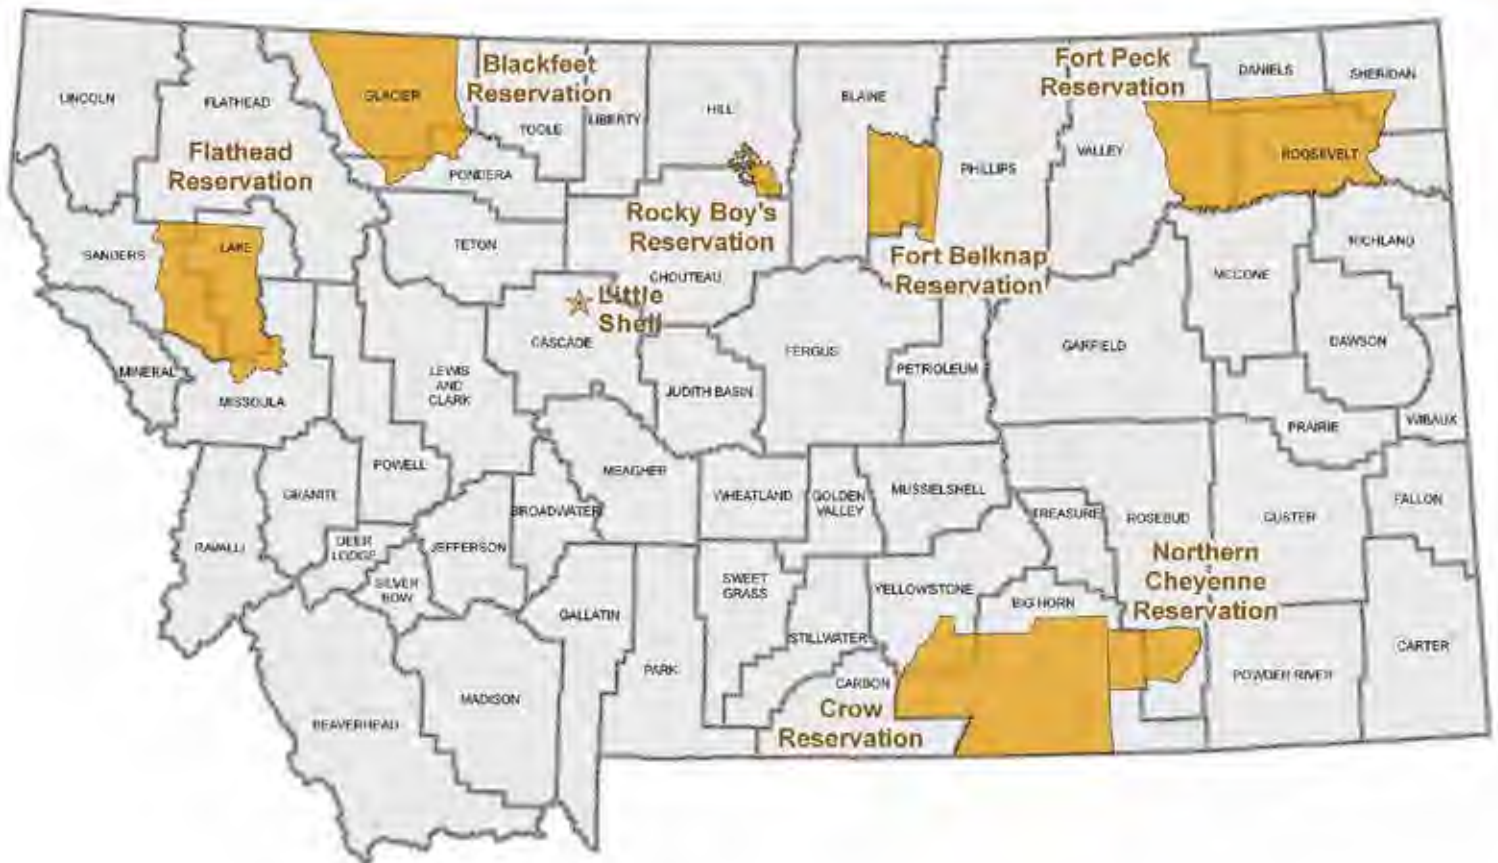 Blackfeet
Reservation
Fort Peck
Reservation
DANIELS
SHERIDAN
LINCOLN
FLATHEAD
GLACIER
TOOLE
LIBERTY
HILL
BLAINE
PHILLIPS
VALLEY
ROOSEVELT
Flathead
Reservation
PONDERA
Rocky Boy's
Reservation
SANDERS
LAKE
TETON
CHOUTEAU
Fort Belknap
Reservation
MCCONE
RICHLAND
Little
Shell
CASCADE
MINERAL
MISSOULA
LEWIS
AND
CLARK
JUDITH BASIN
FERGUS
PETROLEUM
GARFIELD
DAWSON
PRAIRIE
WIBAUX
POWELL
GRANITE
MEAGHER
WHEATLAND
GOLDEN
VALLEY
MUSSELSHELL
TREASURE
ROSEBUD
CUSTER
FALLON
RAVALLI
DEER
LODGE
JEFFERSON
BROADWATER
SILVER
BOW
SWEET
GRASS
YELLOWSTONE
BIG HORN
Northern
Cheyenne
Reservation
GALLATIN
STILLWATER
PARK
CARBON
POWDER RIVER
CARTER
BEAVERHEAD
MADISON
Crow
Reservation